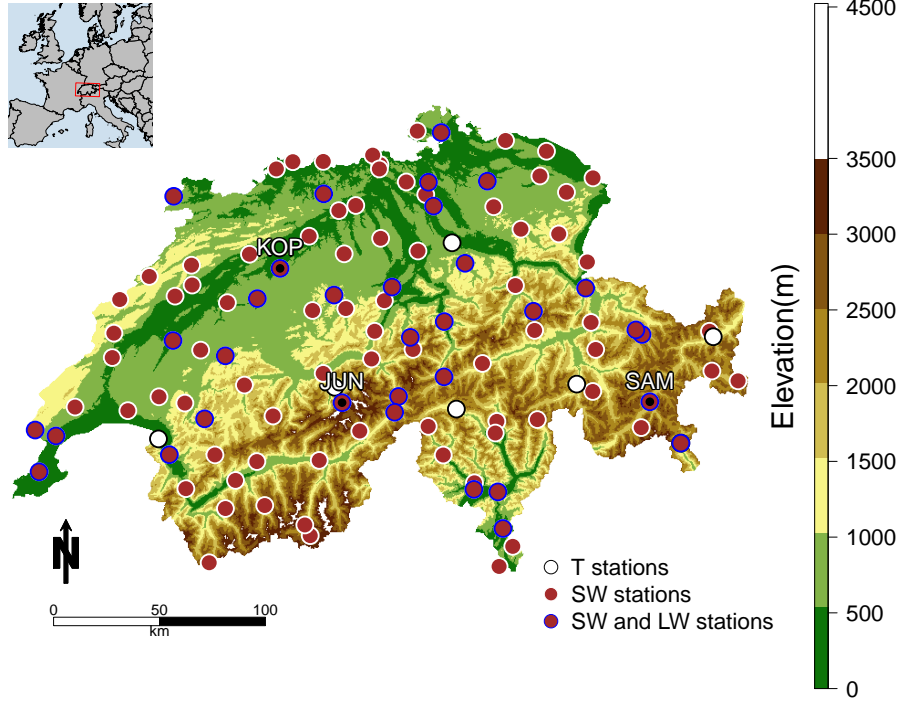 KOP
JUN
SAM
N
0 50 100
km
T stations
SW stations
SW and LW stations
Elevation(m)
4500
3500
3000
2500
2000
1500
1000
500
0